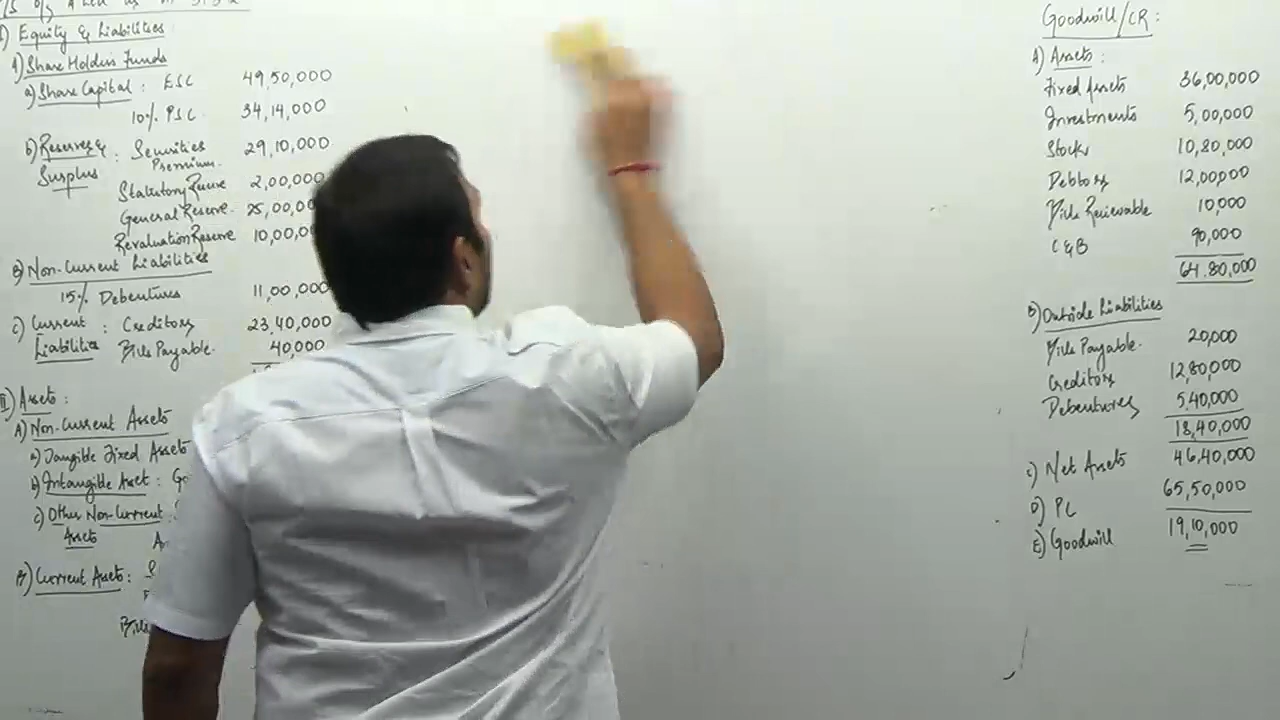 I) Equity & Liabilities
1) Share Holders Funds
a) Share Capital : ESC 49,50,000
10% PSC 34,14,000
b) Reserves & Surplus : Securities Premium 29,10,000
Statutory Reserve 2,00,000
General Reserve 25,00,00
Revaluation Reserve 10,00,00
B) Non-Current Liabilities
15% Debentures 11,00,000
C) Current Liabilities : Creditors 23,40,000
Bills Payable 40,000
II) Assets :
A) Non-Current Assets
a) Tangible Fixed Assets
b) Intangible Asset : Go
c) Other Non-Current Assets
B) Current Assets : S
Bills
Goodwill/CR :
A) Assets :
Fixed Assets 36,00,000
Investments 5,00,000
Stocks 10,80,000
Debtors 12,00,000
Bills Receivable 10,000
C&B 90,000
64,80,000
B) Outside Liabilities
Bills Payable 20,000
Creditors 12,80,000
Debentures 5,40,000
18,40,000
C) Net Assets 46,40,000
D) PC 65,50,000
E) Goodwill 19,10,000